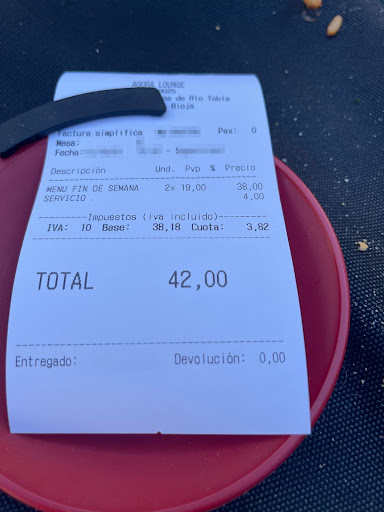 AGORA LOUNGE
de Rio Tobia
Rioja
Factura simplifica Pax: 0
Mesa:
Fecha: - S
Descripción Und. Pvp % Precio
MENU FIN DE SEMANA 2x 19,00 38,00
SERVICIO 4,00
Impuestos (iva incluido)
IVA: 10 Base: 38,18 Cuota: 3,82
TOTAL 42,00
Entregado: Devolución: 0,00